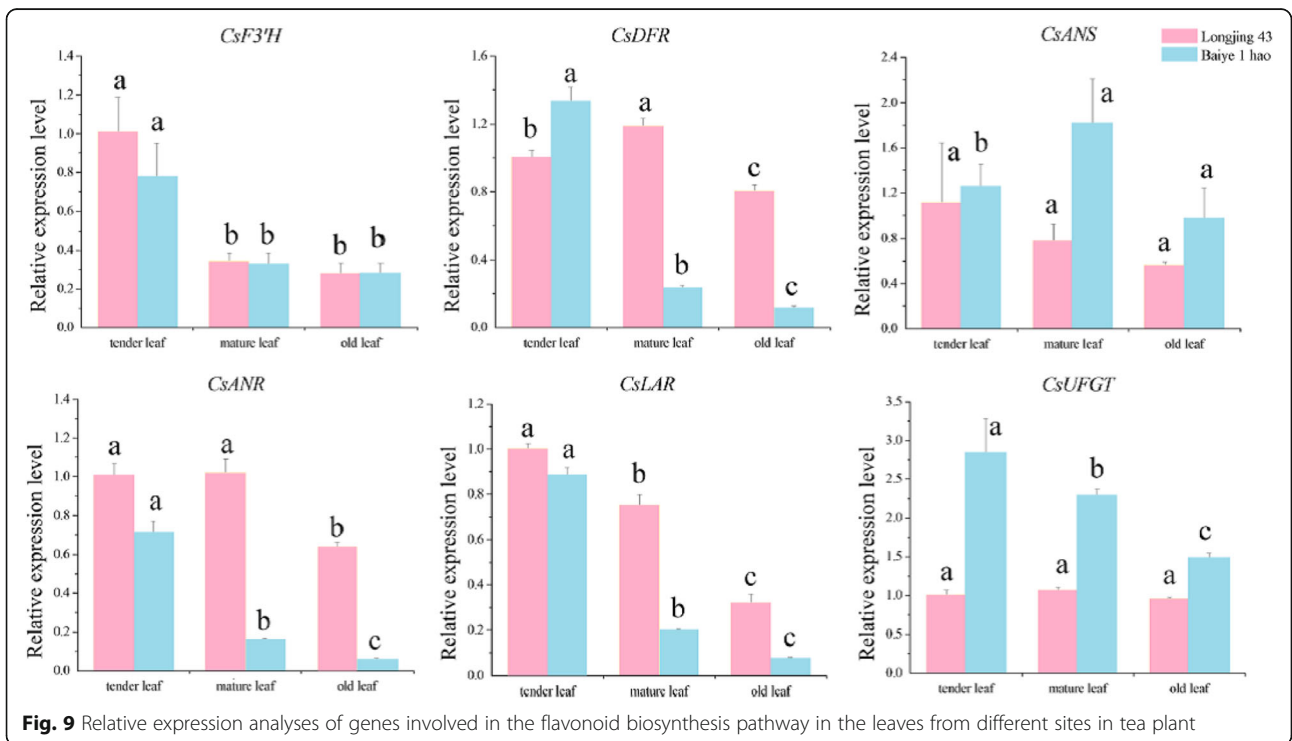 CsF3'H
Relative expression level
1.4
1.2
1.0
0.8
0.6
0.4
0.2
0.0
a
a
b
b
b
b
tender leaf
mature leaf
old leaf
CsDFR
Relative expression level
1.6
1.2
0.8
0.4
0.0
b
a
a
b
c
c
tender leaf
mature leaf
old leaf
CsANS
Longjing 43
Baiye 1 hao
Relative expression level
2.4
2.0
1.6
1.2
0.8
0.4
0.0
a
b
a
a
a
a
tender leaf
mature leaf
old leaf
CsANR
Relative expression level
1.4
1.2
1.0
0.8
0.6
0.4
0.2
0.0
a
a
a
b
b
c
tender leaf
mature leaf
old leaf
CsLAR
Relative expression level
1.2
1.0
0.8
0.6
0.4
0.2
0.0
a
a
b
b
c
c
tender leaf
mature leaf
old leaf
CsUFGT
Relative expression level
3.5
3.0
2.5
2.0
1.5
1.0
0.5
0.0
a
a
a
b
a
c
tender leaf
mature leaf
old leaf
Fig. 9 Relative expression analyses of genes involved in the flavonoid biosynthesis pathway in the leaves from different sites in tea plant